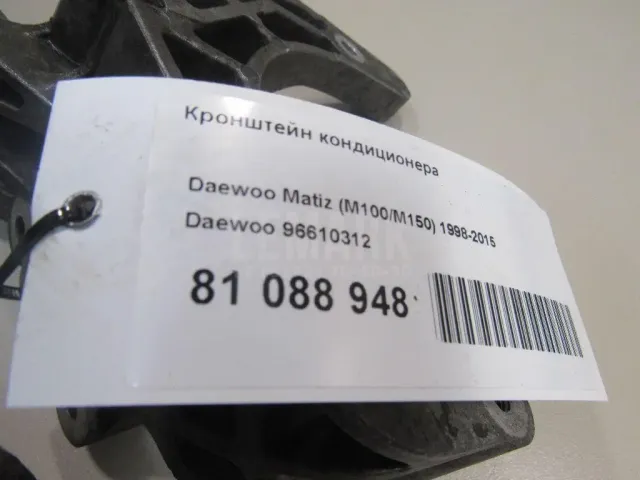 Кронштейн кондиционера
Daewoo Matiz (M100/M150) 1998-2015
Daewoo 96610312
81 088 948